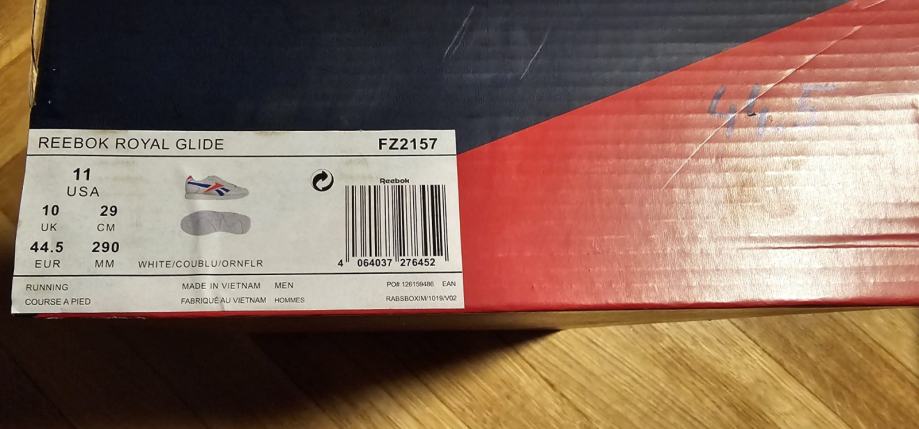 44.5
REEBOK ROYAL GLIDE FZ2157
11
USA
10 29
UK CM
44.5 290
EUR MM
WHITE/COUBLU/ORNFLR
Reebok
4 064037 276452
RUNNING MADE IN VIETNAM MEN PO# 126159486 EAN
COURSE A PIED FABRIQUÉ AU VIETNAM HOMMES RABSBOXIM/1019/V02